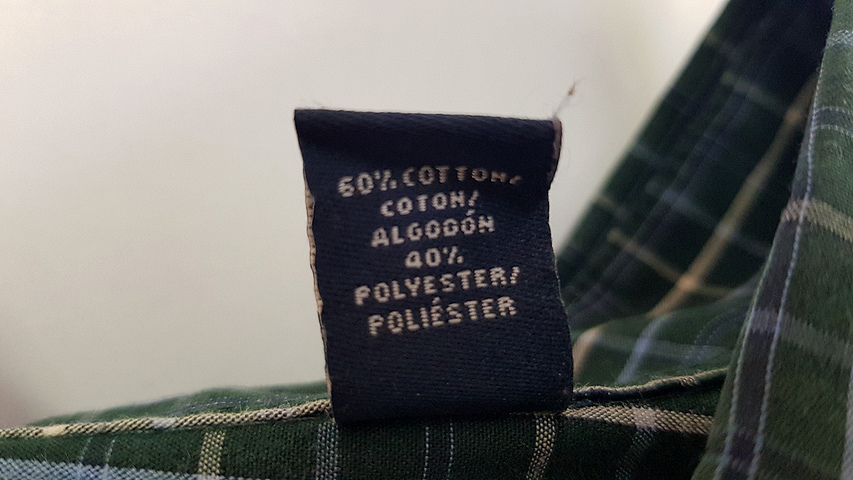 60% COTTON/
COTON/
ALGODÓN
40%
POLYESTER/
POLIÉSTER